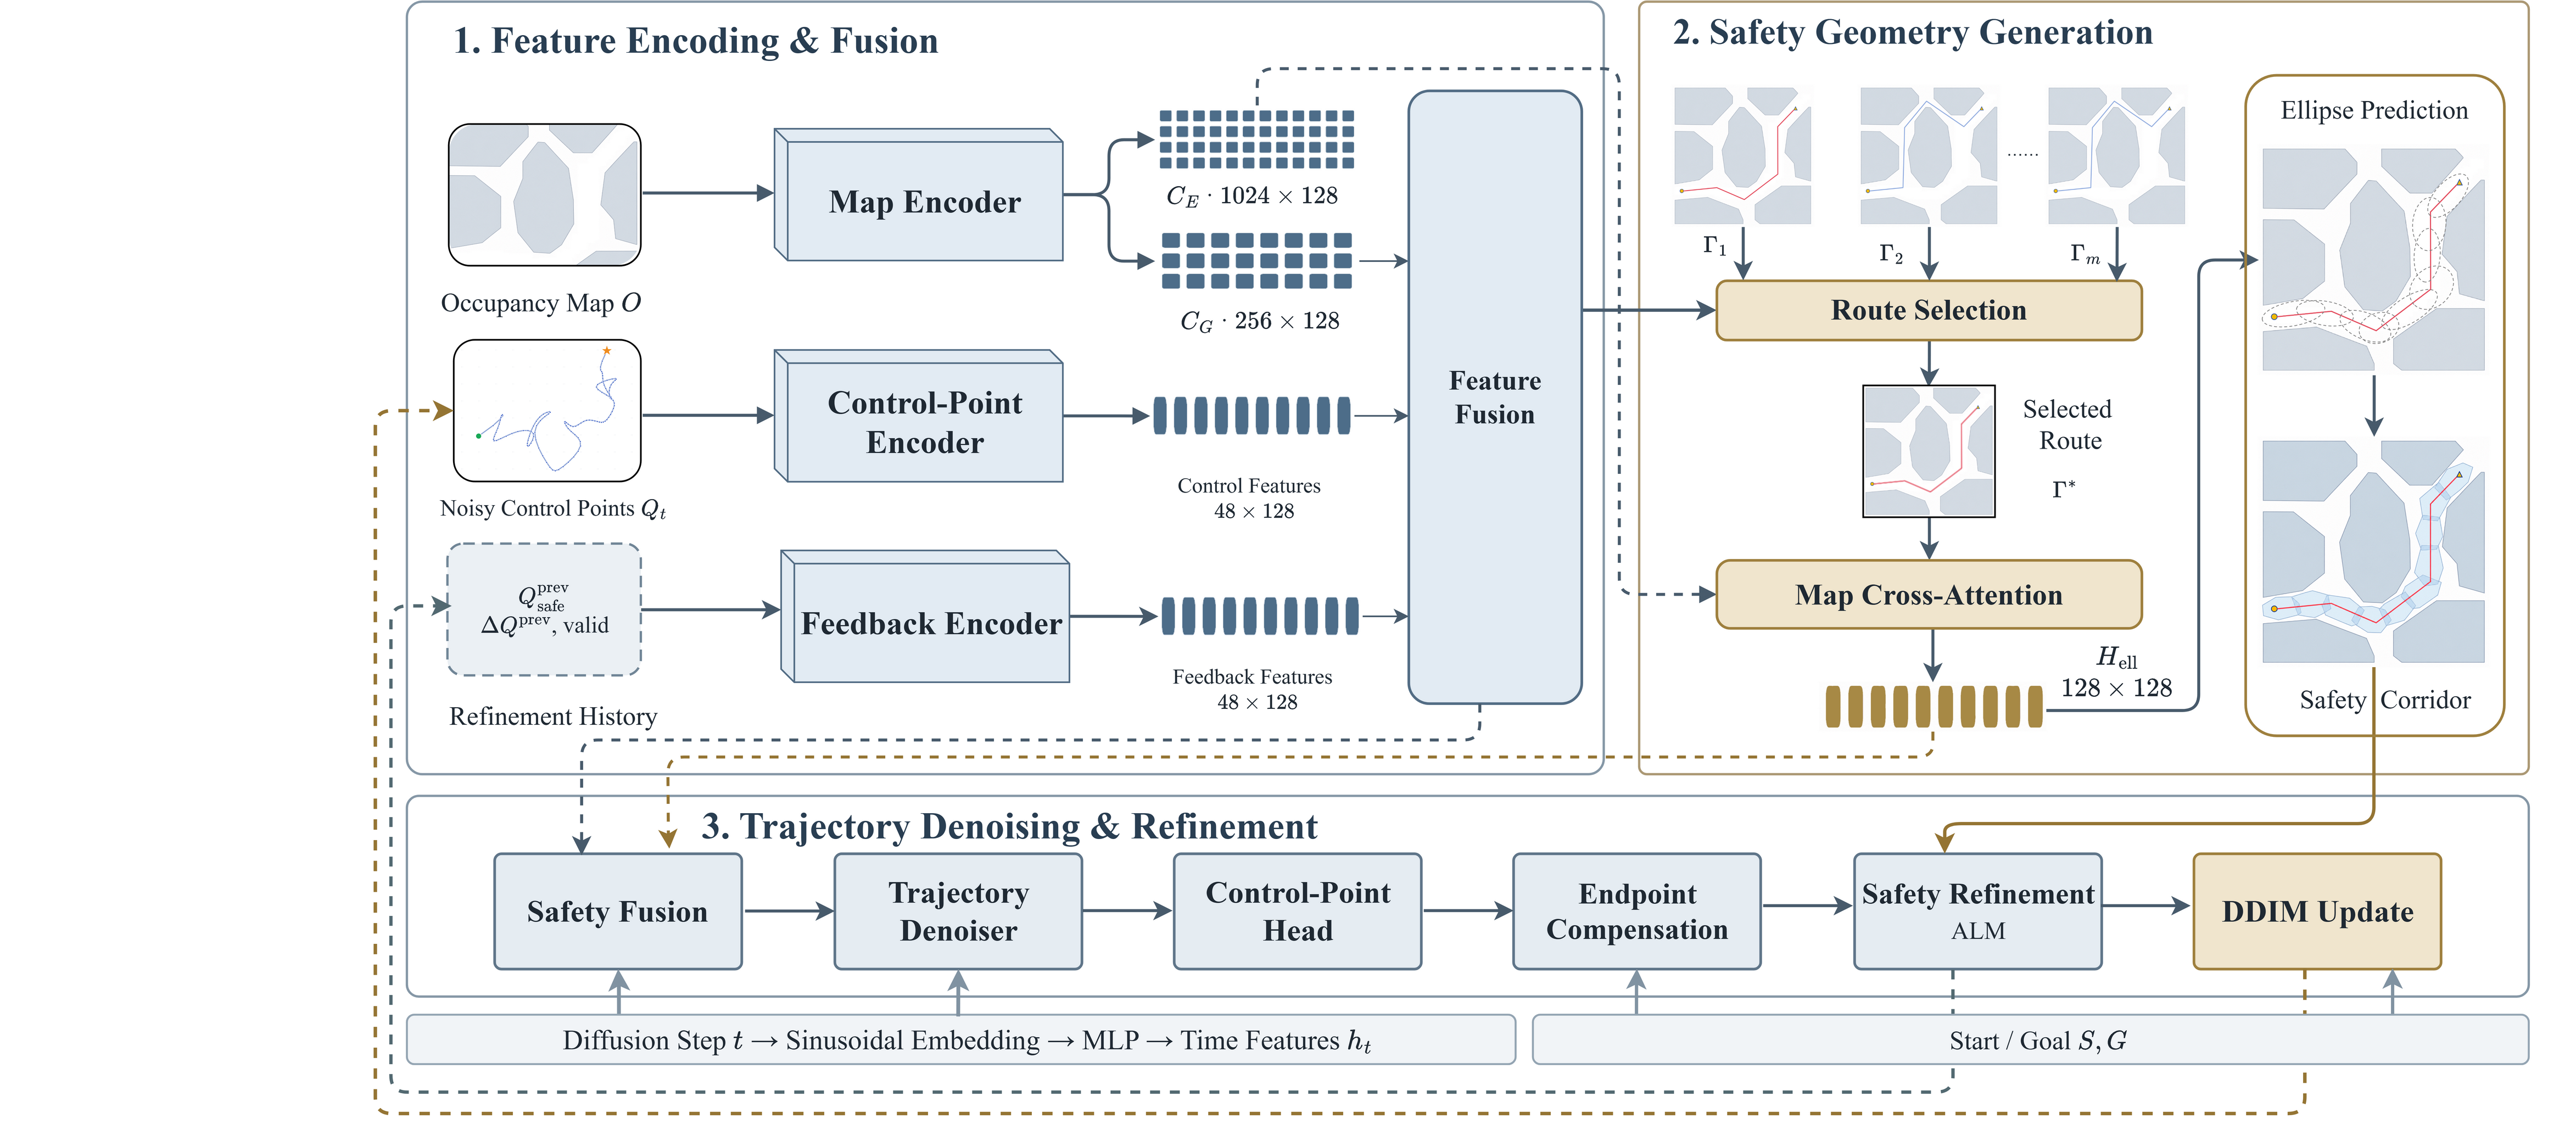 1. Feature Encoding & Fusion
Occupancy Map O
Map Encoder
C_E · 1024 × 128
C_G · 256 × 128
Noisy Control Points Q_t
Control-Point
Encoder
Control Features
48 × 128
Q_safe^prev
ΔQ^prev, valid
Refinement History
Feedback Encoder
Feedback Features
48 × 128
Feature
Fusion
2. Safety Geometry Generation
......
Γ_1
Γ_2
Γ_m
Route Selection
Selected
Route
Γ*
Map Cross-Attention
H_ell
128 × 128
Ellipse Prediction
Safety Corridor
3. Trajectory Denoising & Refinement
Safety Fusion
Trajectory
Denoiser
Control-Point
Head
Endpoint
Compensation
Safety Refinement
ALM
DDIM Update
Diffusion Step t → Sinusoidal Embedding → MLP → Time Features h_t
Start / Goal S, G